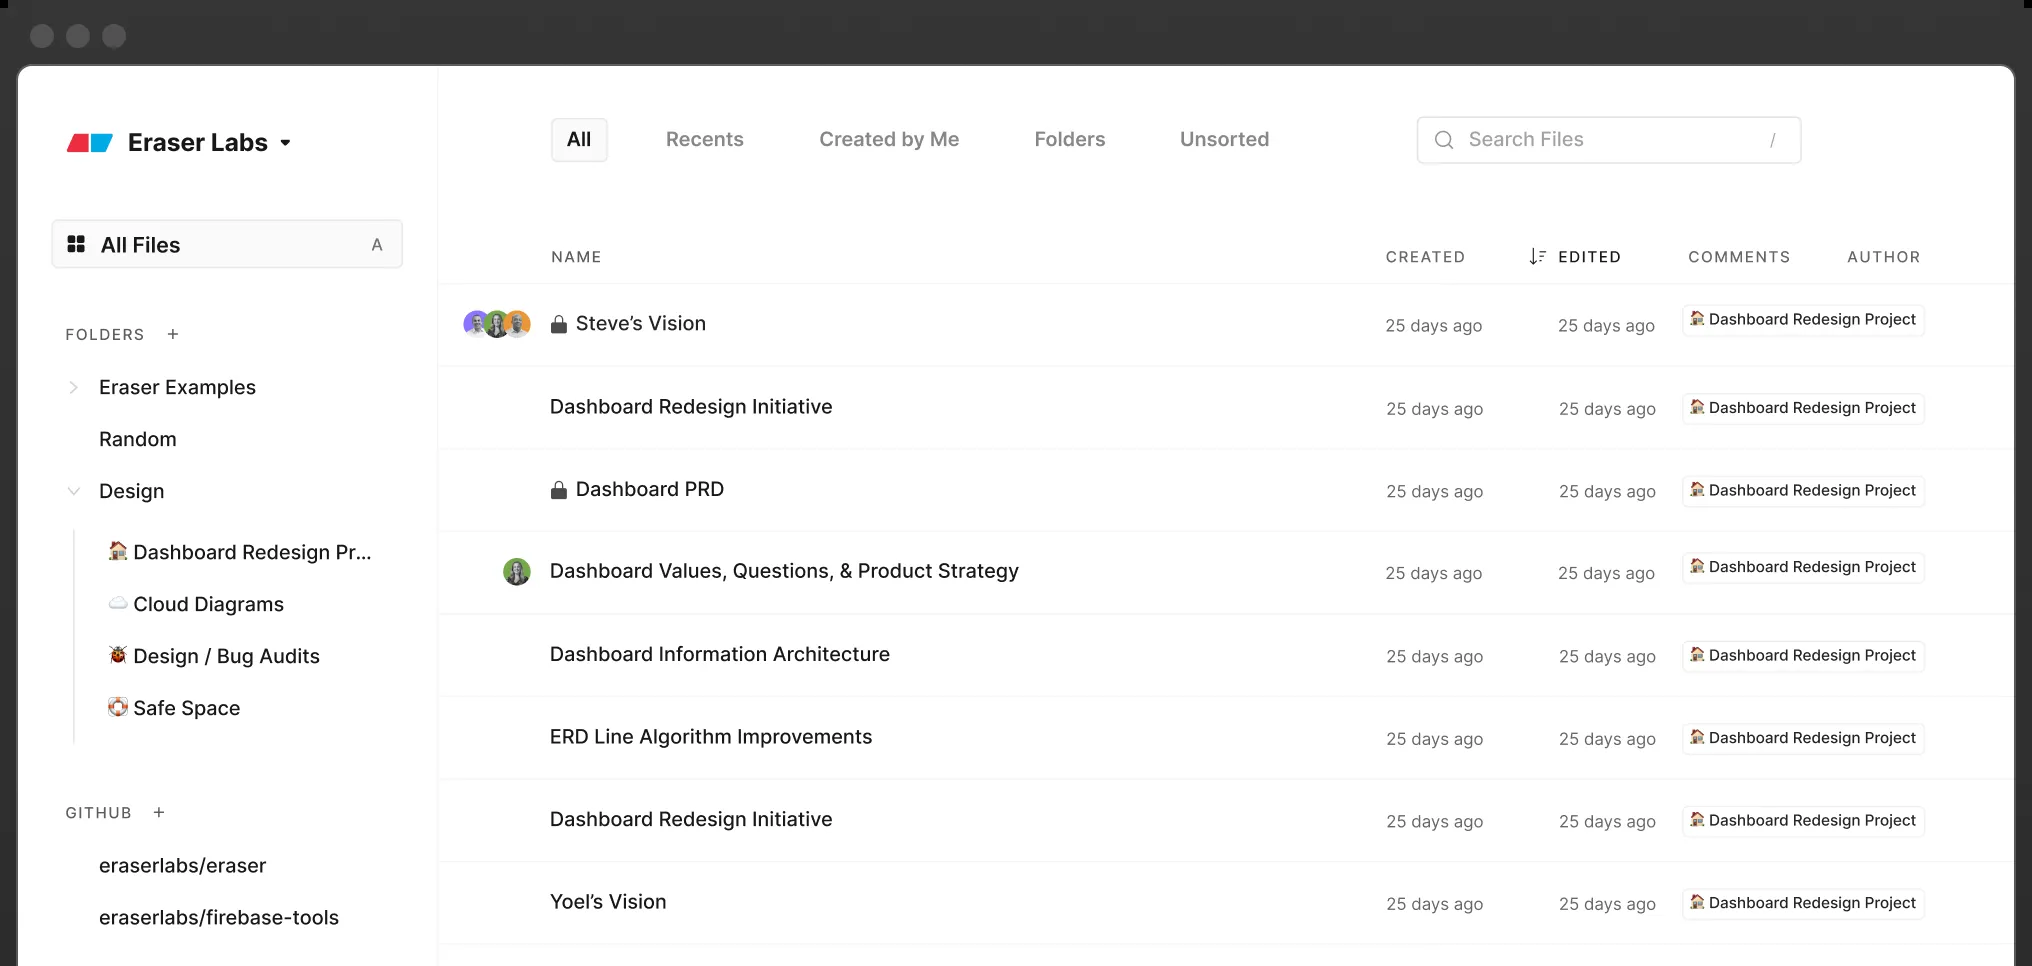 Eraser Labs
All Recents Created by Me Folders Unsorted
Search Files /
All Files A
NAME CREATED EDITED COMMENTS AUTHOR
FOLDERS +
Eraser Examples
Random
Design
Dashboard Redesign Pr...
Cloud Diagrams
Design / Bug Audits
Safe Space
GITHUB +
eraserlabs/eraser
eraserlabs/firebase-tools
Steve’s Vision 25 days ago 25 days ago Dashboard Redesign Project
Dashboard Redesign Initiative 25 days ago 25 days ago Dashboard Redesign Project
Dashboard PRD 25 days ago 25 days ago Dashboard Redesign Project
Dashboard Values, Questions, & Product Strategy 25 days ago 25 days ago Dashboard Redesign Project
Dashboard Information Architecture 25 days ago 25 days ago Dashboard Redesign Project
ERD Line Algorithm Improvements 25 days ago 25 days ago Dashboard Redesign Project
Dashboard Redesign Initiative 25 days ago 25 days ago Dashboard Redesign Project
Yoel’s Vision 25 days ago 25 days ago Dashboard Redesign Project